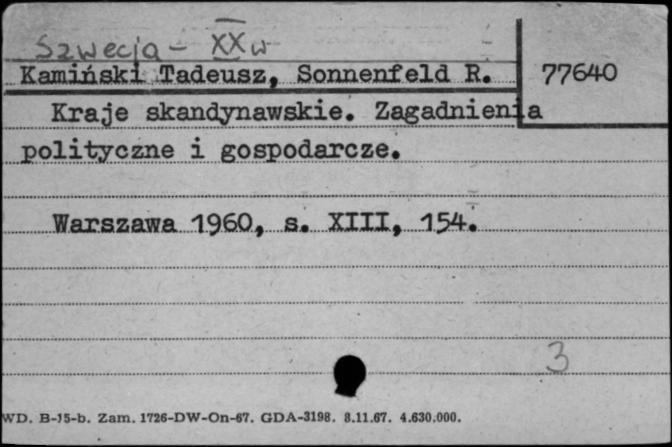 Szwecja - XX w
Kamiński Tadeusz, Sonnenfeld R. 77640
Kraje skandynawskie. Zagadnienia
polityczne i gospodarcze.
Warszawa 1960, s. XIII, 154.
3
WD. B-15-b. Zam. 1726-DW-On-67. GDA-3198. 8.11.67. 4.630.000.